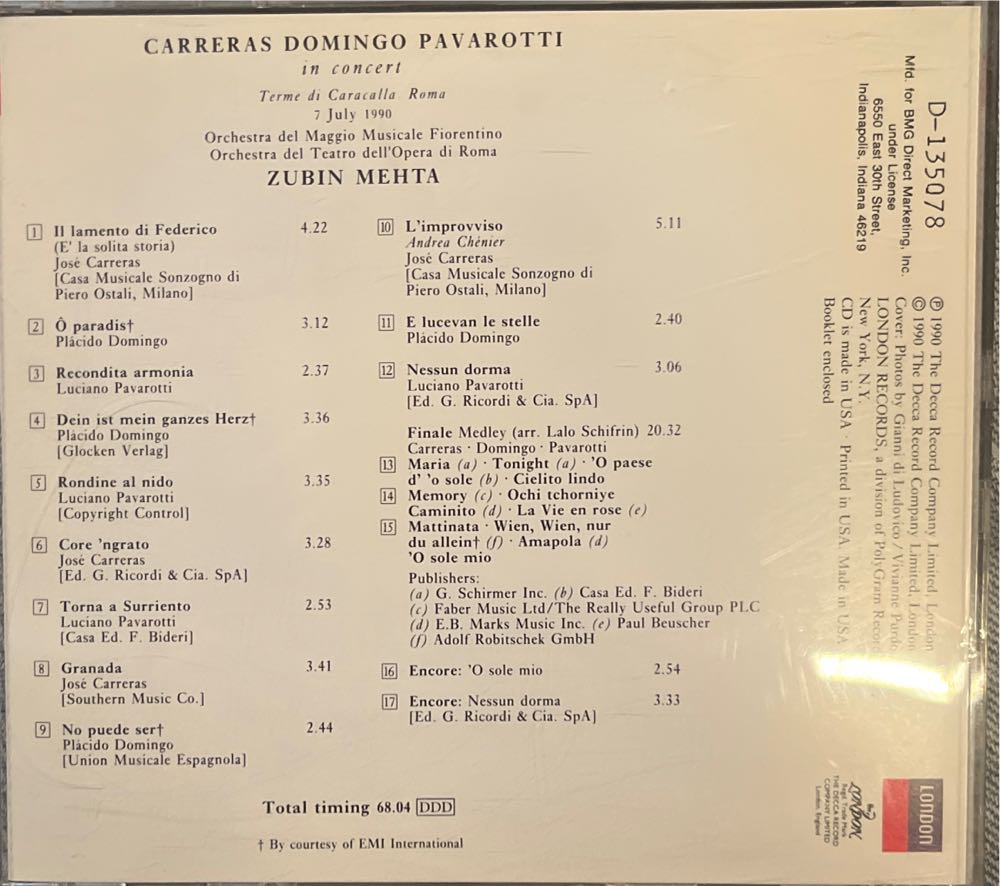 CARRERAS DOMINGO PAVAROTTI
in concert
Terme di Caracalla Roma
7 July 1990
Orchestra del Maggio Musicale Fiorentino
Orchestra del Teatro dell'Opera di Roma
ZUBIN MEHTA
1 Il lamento di Federico 4.22
(E' la solita storia)
José Carreras
[Casa Musicale Sonzogno di
Piero Ostali, Milano]
2 Ô paradis† 3.12
Plácido Domingo
3 Recondita armonia 2.37
Luciano Pavarotti
4 Dein ist mein ganzes Herz† 3.36
Plácido Domingo
[Glocken Verlag]
5 Rondine al nido 3.35
Luciano Pavarotti
[Copyright Control]
6 Core 'ngrato 3.28
José Carreras
[Ed. G. Ricordi & Cia. SpA]
7 Torna a Surriento 2.53
Luciano Pavarotti
[Casa Ed. F. Bideri]
8 Granada 3.41
José Carreras
[Southern Music Co.]
9 No puede ser† 2.44
Plácido Domingo
[Union Musicale Espagnola]
10 L'improvviso 5.11
Andrea Chénier
José Carreras
[Casa Musicale Sonzogno di
Piero Ostali, Milano]
11 E lucevan le stelle 2.40
Plácido Domingo
12 Nessun dorma 3.06
Luciano Pavarotti
[Ed. G. Ricordi & Cia. SpA]
Finale Medley (arr. Lalo Schifrin) 20.32
Carreras · Domingo · Pavarotti
13 Maria (a) · Tonight (a) · 'O paese
d' 'o sole (b) · Cielito lindo
14 Memory (c) · Ochi tchorniye
Caminito (d) · La Vie en rose (e)
15 Mattinata · Wien, Wien, nur
du allein† (f) · Amapola (d)
'O sole mio
Publishers:
(a) G. Schirmer Inc. (b) Casa Ed. F. Bideri
(c) Faber Music Ltd/The Really Useful Group PLC
(d) E.B. Marks Music Inc. (e) Paul Beuscher
(f) Adolf Robitschek GmbH
16 Encore: 'O sole mio 2.54
17 Encore: Nessun dorma 3.33
[Ed. G. Ricordi & Cia. SpA]
Total timing 68.04 DDD
† By courtesy of EMI International
D-135078
Mfd. for BMG Direct Marketing, Inc.
under License
6550 East 30th Street,
Indianapolis, Indiana 46219
℗ 1990 The Decca Record Company Limited, London
© 1990 The Decca Record Company Limited, London
Cover: Photos by Gianni di Ludovico / Vivianne Purdom
LONDON RECORDS, a division of PolyGram Records
New York, N.Y.
CD is made in USA · Printed in USA Made in USA
Booklet enclosed
LONDON
LONDON
Regd. Trade Mark
THE DECCA RECORD
COMPANY LIMITED
London, England